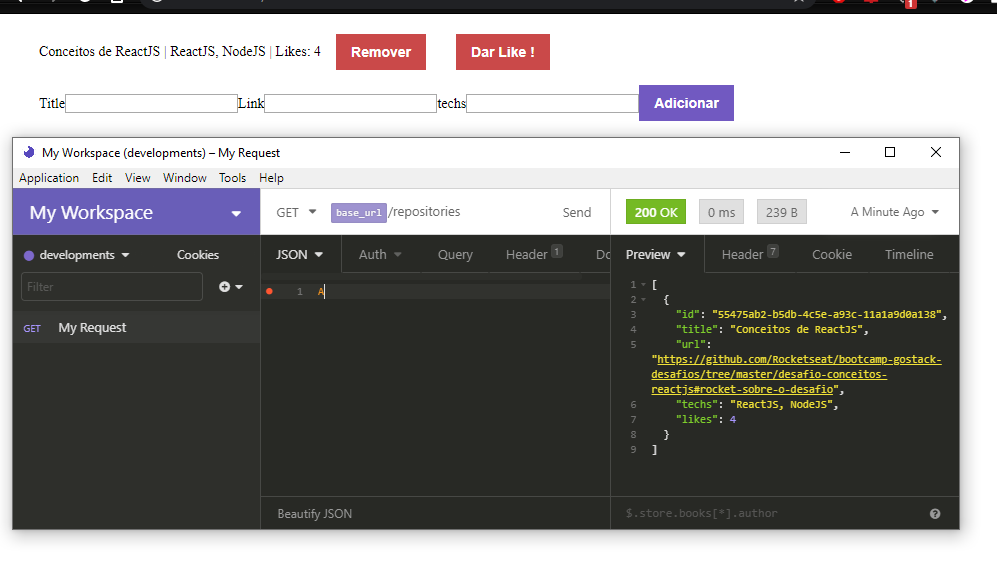 1
Conceitos de ReactJS | ReactJS, NodeJS | Likes: 4 Remover Dar Like !
Title Link techs Adicionar
My Workspace (developments) – My Request
Application Edit View Window Tools Help
My Workspace GET base_url /repositories Send 200 OK 0 ms 239 B A Minute Ago
developments Cookies JSON Auth Query Header 1 Do Preview Header 7 Cookie Timeline
Filter
GET My Request
1 A
1 [
2 {
3 "id": "55475ab2-b5db-4c5e-a93c-11a1a9d0a138",
4 "title": "Conceitos de ReactJS",
5 "url":
"https://github.com/Rocketseat/bootcamp-gostack-
desafios/tree/master/desafio-conceitos-
reactjs#rocket-sobre-o-desafio",
6 "techs": "ReactJS, NodeJS",
7 "likes": 4
8 }
9 ]
Beautify JSON $.store.books[*].author